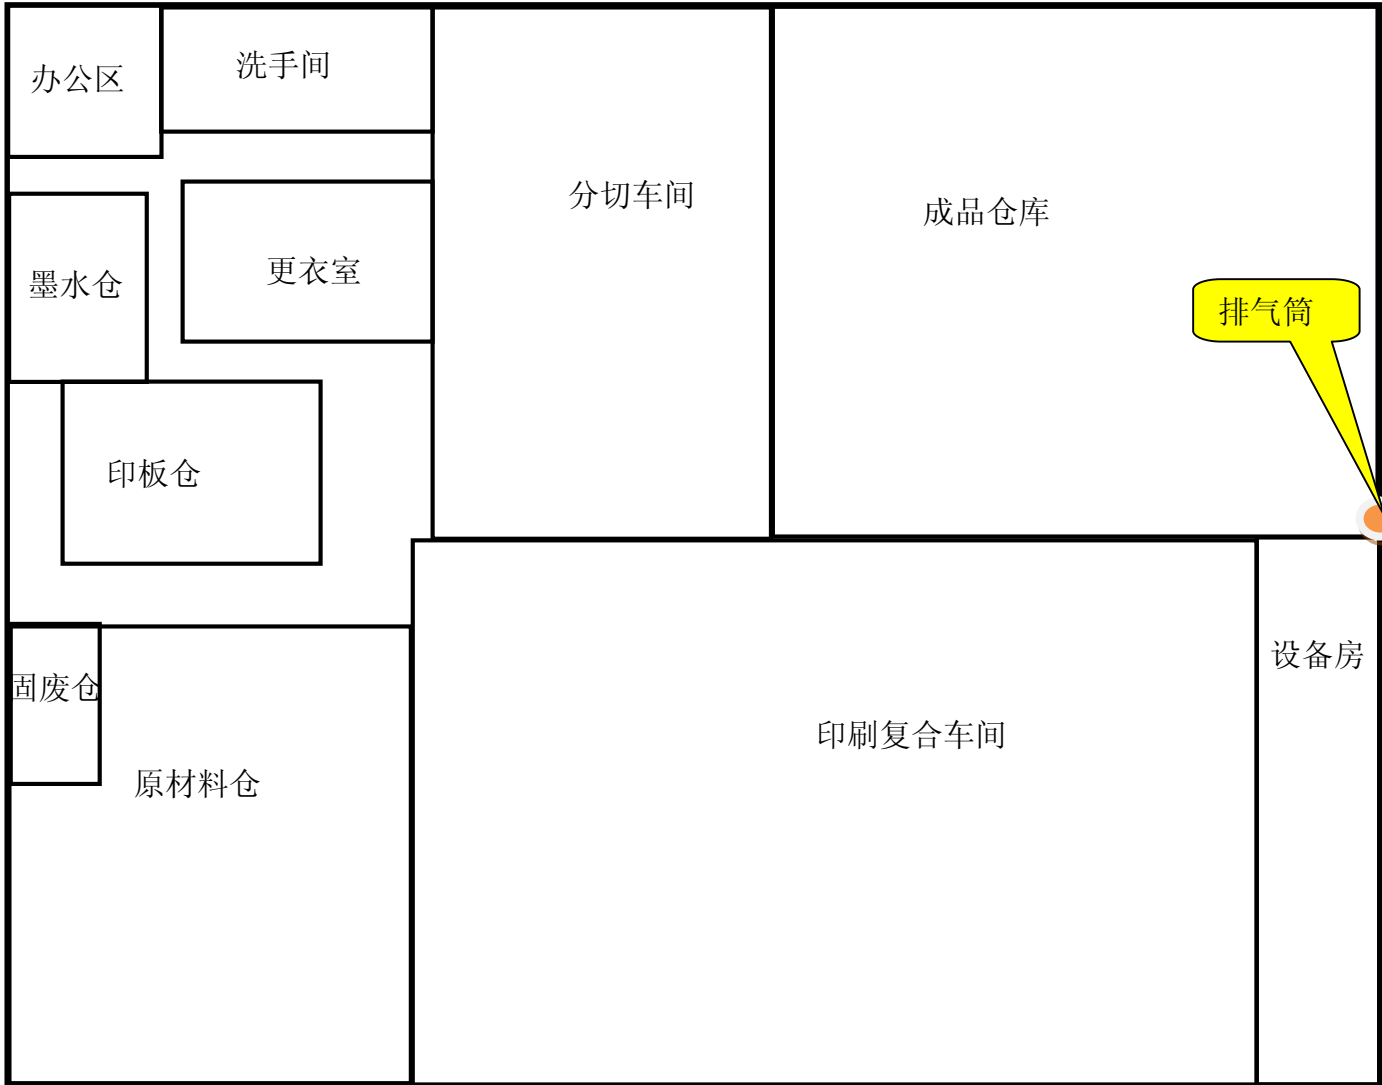 办公区
洗手间
分切车间
成品仓库
墨水仓
更衣室
排气筒
印板仓
固废仓
设备房
印刷复合车间
原材料仓